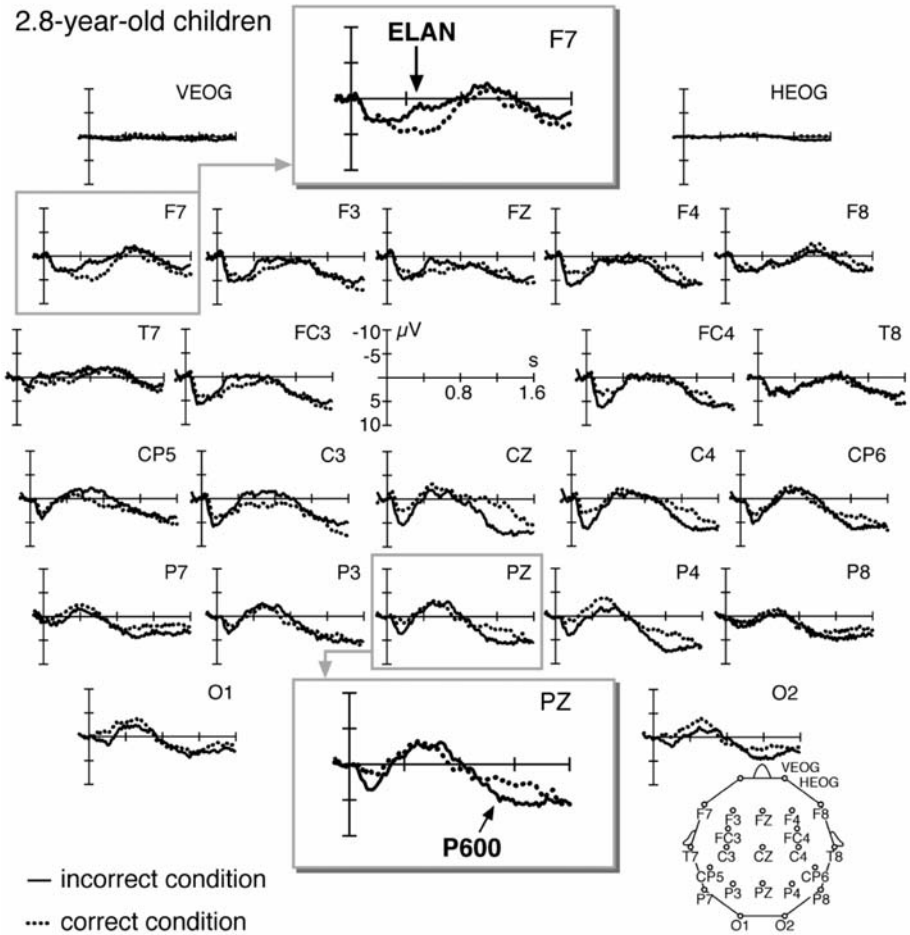 2.8-year-old children
ELAN
F7
VEOG
HEOG
F7
F3
FZ
F4
F8
T7
FC3
-10
µV
-5
s
0.8
1.6
5
10
FC4
T8
CP5
C3
CZ
C4
CP6
P7
P3
PZ
P4
P8
O1
PZ
O2
P600
VEOG
HEOG
F7
F3
FZ
F4
F8
FC3
FC4
T7
C3
CZ
C4
T8
CP5
CP6
P7
P3
PZ
P4
P8
O1
O2
incorrect condition
correct condition